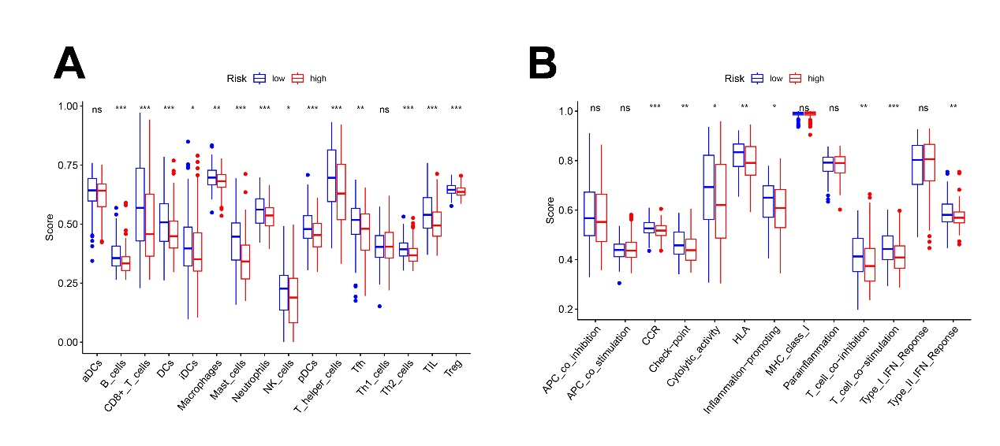 A
Risk low high
1.00
0.75
0.50
0.25
0.00
Score
ns *** *** *** * ** *** *** * *** *** ** ns *** *** ***
aDCs
B_cells
CD8+_T_cells
DCs
iDCs
Macrophages
Mast_cells
Neutrophils
NK_cells
pDCs
T_helper_cells
Tfh
Th1_cells
Th2_cells
TIL
Treg
B
Risk low high
1.0
0.8
0.6
0.4
0.2
Score
ns ns *** ** * ** * ns ns ** *** ns **
APC_co_inhibition
APC_co_stimulation
CCR
Check-point
Cytolytic_activity
HLA
Inflammation-promoting
MHC_class_I
Parainflammation
T_cell_co-inhibition
T_cell_co-stimulation
Type_I_IFN_Reponse
Type_II_IFN_Reponse